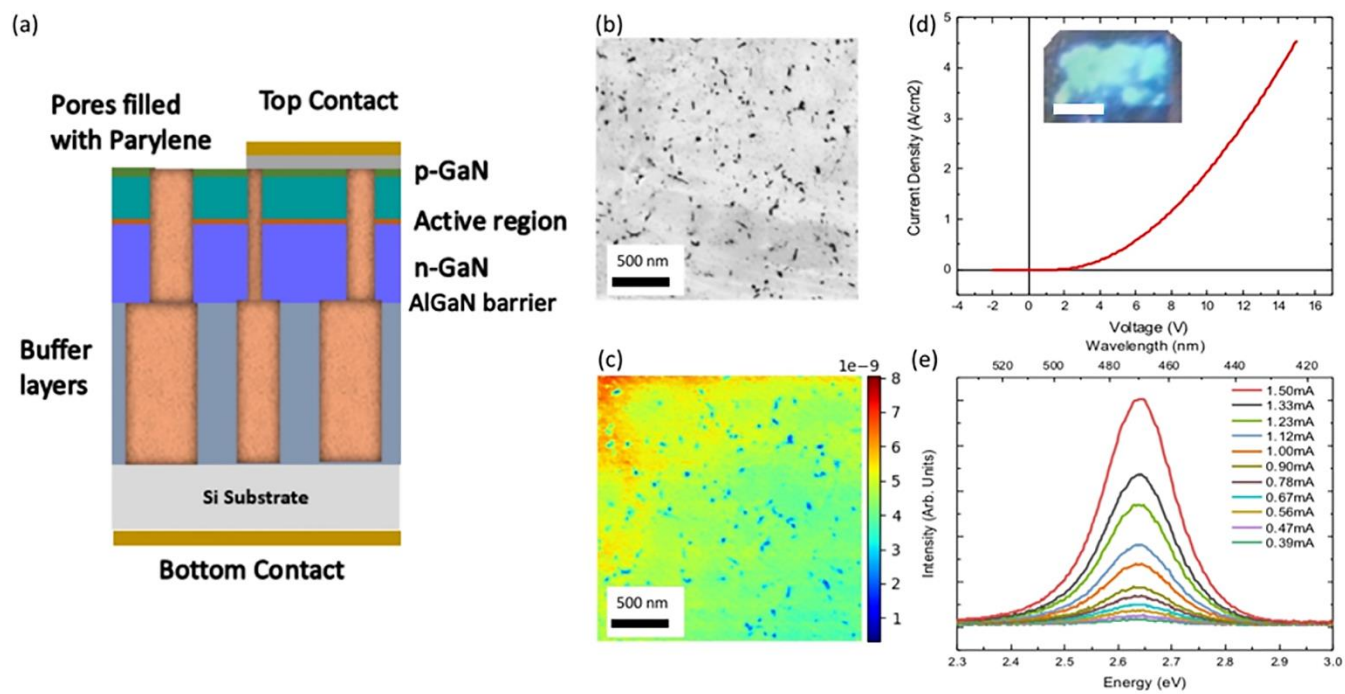 (a)
Pores filled
with Parylene
Top Contact
p-GaN
Active region
n-GaN
AlGaN barrier
Buffer
layers
Si Substrate
Bottom Contact
(b)
500 nm
(c)
1e-9
8
7
6
5
4
3
2
1
500 nm
(d)
Current Density (A/cm2)
5
4
3
2
1
0
-4 -2 0 2 4 6 8 10 12 14 16
Voltage (V)
(e)
Wavelength (nm)
520 500 480 460 440 420
Intensity (Arb. Units)
1.50mA
1.33mA
1.23mA
1.12mA
1.00mA
0.90mA
0.78mA
0.67mA
0.56mA
0.47mA
0.39mA
2.3 2.4 2.5 2.6 2.7 2.8 2.9 3.0
Energy (eV)